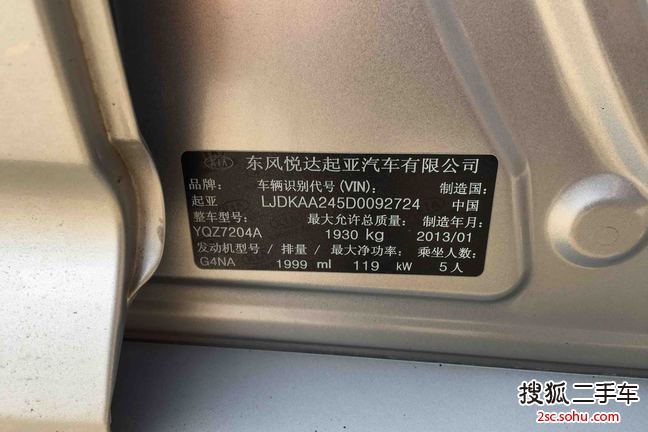 KIA 东风悦达起亚汽车有限公司
品牌: 车辆识别代号(VIN): 制造国:
起亚 LJDKAA245D0092724 中国
整车型号: 最大允许总质量: 制造年月:
YQZ7204A 1930 kg 2013/01
发动机型号/排量/最大净功率: 乘坐人数:
G4NA 1999 ml 119 kW 5人
搜狐二手车
2sc.sohu.com